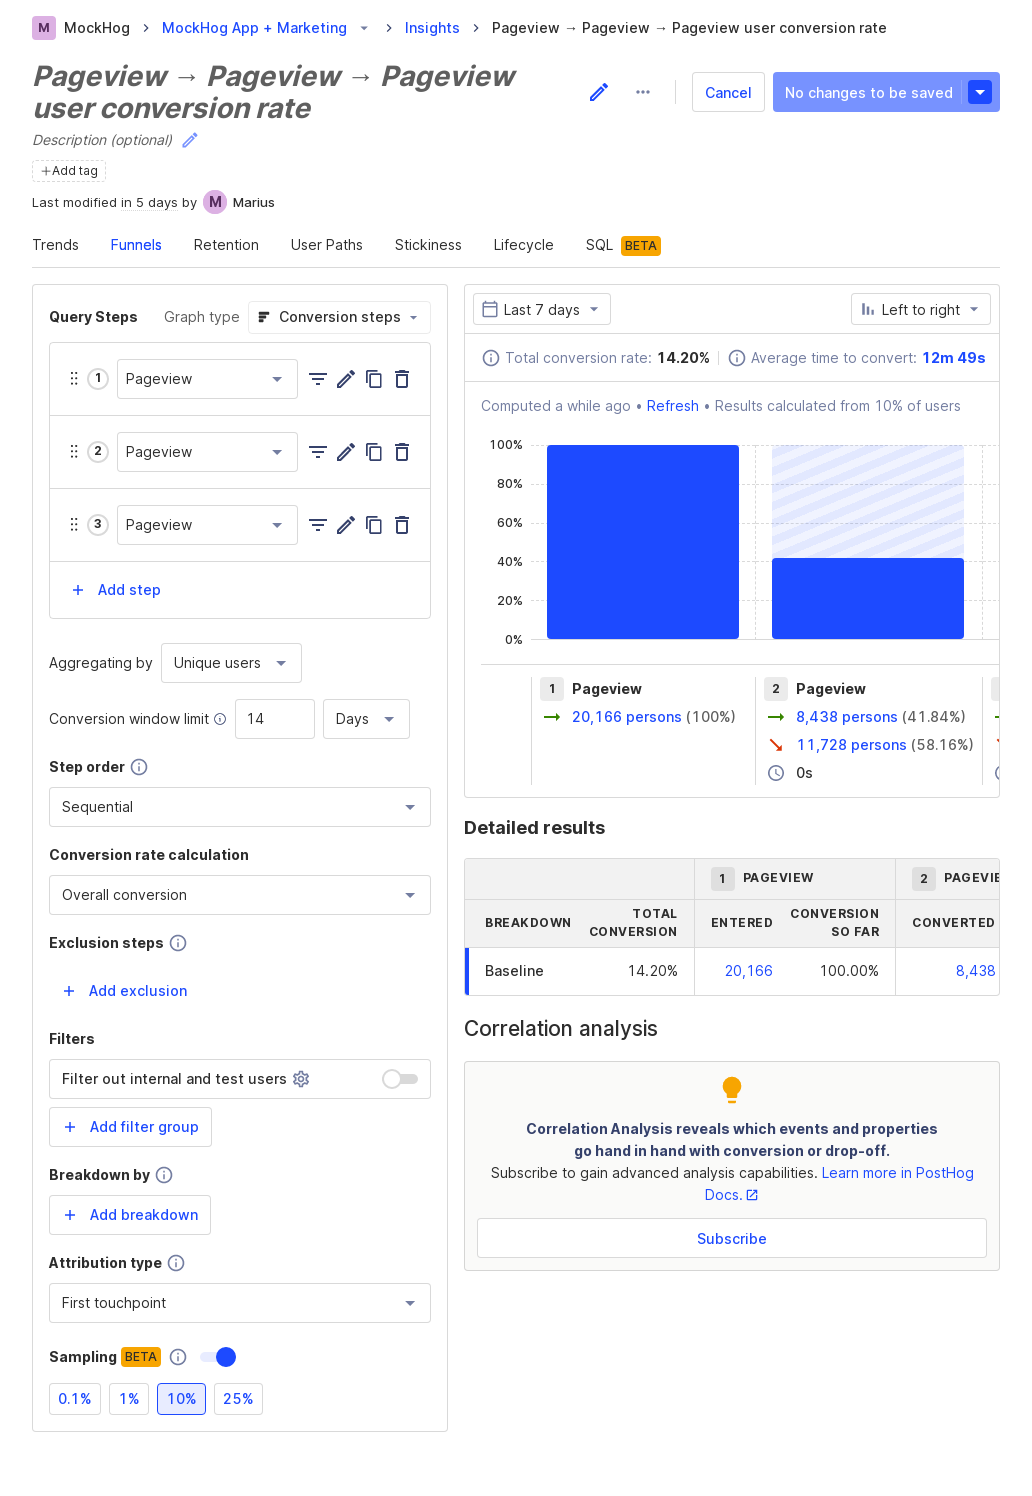 M MockHog > MockHog App + Marketing > Insights > Pageview → Pageview → Pageview user conversion rate
Pageview → Pageview → Pageview
user conversion rate
Cancel
No changes to be saved
Description (optional)
Add tag
Last modified in 5 days by M Marius
Trends Funnels Retention User Paths Stickiness Lifecycle SQL BETA
Query Steps Graph type Conversion steps
1 Pageview
2 Pageview
3 Pageview
Add step
Aggregating by Unique users
Conversion window limit 14 Days
Step order
Sequential
Conversion rate calculation
Overall conversion
Exclusion steps
Add exclusion
Filters
Filter out internal and test users
Add filter group
Breakdown by
Add breakdown
Attribution type
First touchpoint
Sampling BETA
0.1% 1% 10% 25%
Last 7 days Left to right
Total conversion rate: 14.20% Average time to convert: 12m 49s
Computed a while ago • Refresh • Results calculated from 10% of users
100%
80%
60%
40%
20%
0%
1 Pageview
20,166 persons (100%)
2 Pageview
8,438 persons (41.84%)
11,728 persons (58.16%)
0s
Detailed results
1 PAGEVIEW 2
BREAKDOWN TOTAL CONVERSION ENTERED CONVERSION SO FAR CONVERTED
Baseline 14.20% 20,166 100.00% 8,438
Correlation analysis
Correlation Analysis reveals which events and properties
go hand in hand with conversion or drop-off.
Subscribe to gain advanced analysis capabilities. Learn more in PostHog
Docs.
Subscribe